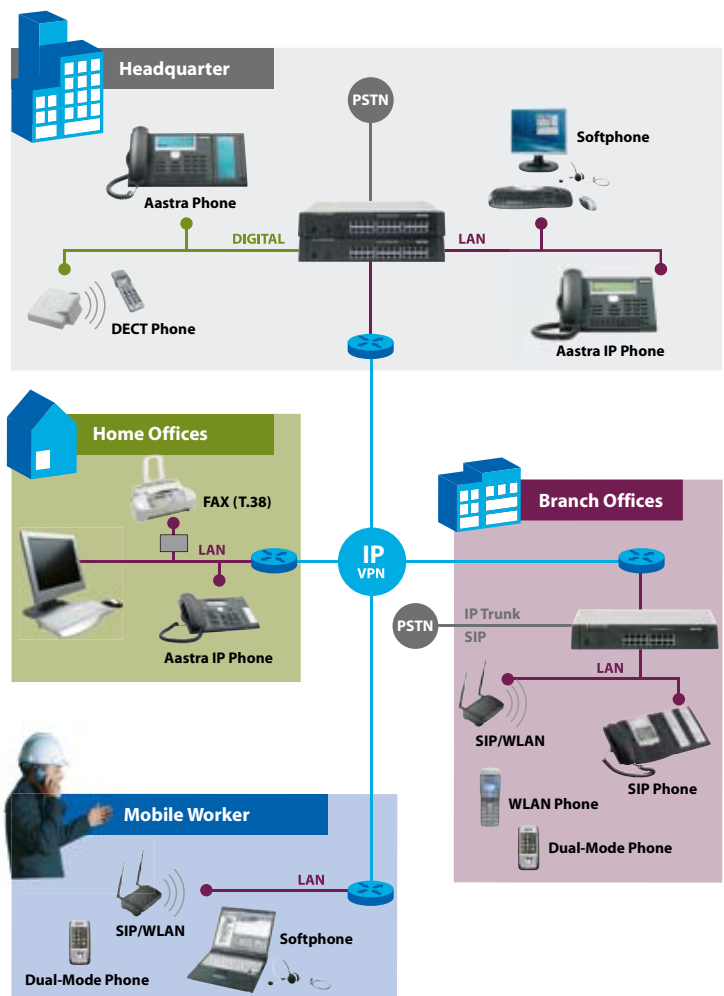 Headquarter
PSTN
Softphone
Aastra Phone
DIGITAL
LAN
DECT Phone
Aastra IP Phone
Home Offices
FAX (T.38)
LAN
Aastra IP Phone
IP
VPN
Branch Offices
PSTN
IP Trunk
SIP
LAN
SIP/WLAN
SIP Phone
WLAN Phone
Dual-Mode Phone
Mobile Worker
LAN
SIP/WLAN
Softphone
Dual-Mode Phone